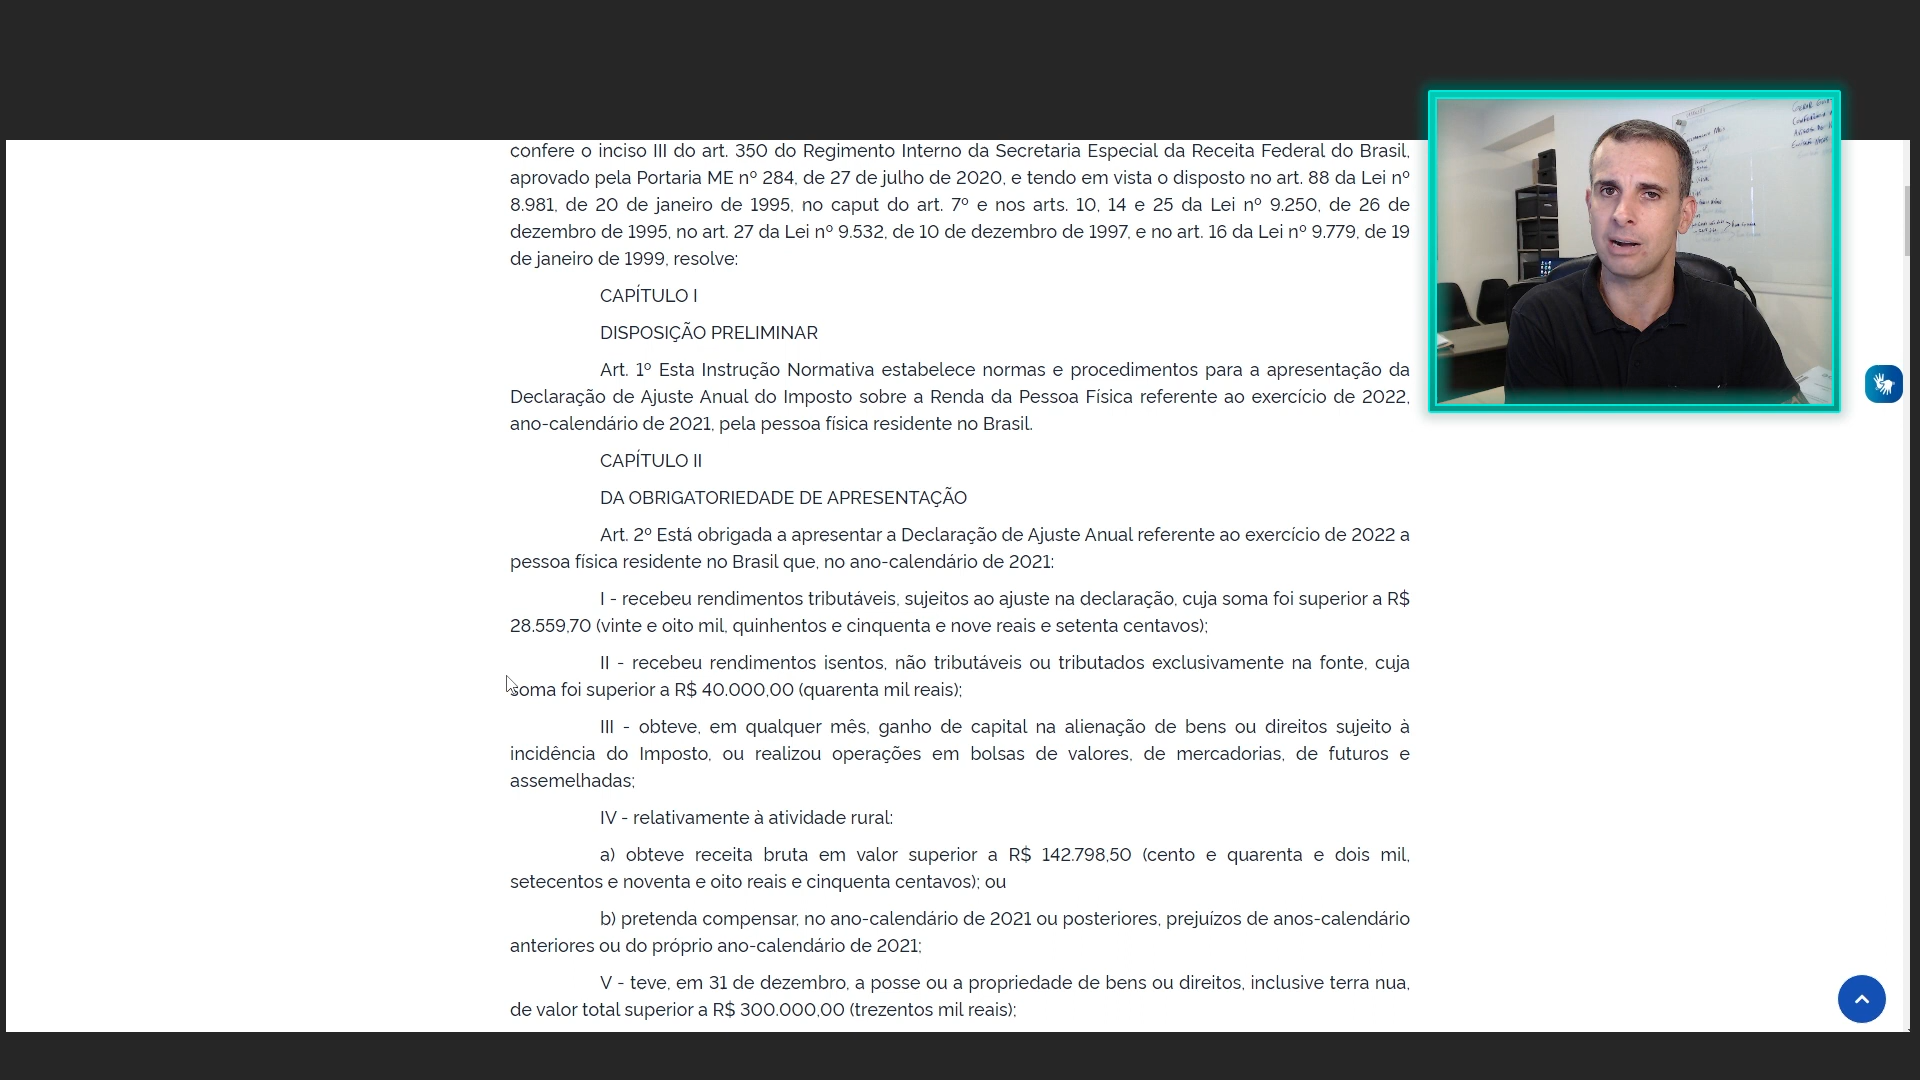 confere o inciso III do art. 350 do Regimento Interno da Secretaria Especial da Receita Federal do Brasil,
aprovado pela Portaria ME nº 284, de 27 de julho de 2020, e tendo em vista o disposto no art. 88 da Lei nº
8.981, de 20 de janeiro de 1995, no caput do art. 7º e nos arts. 10, 14 e 25 da Lei nº 9.250, de 26 de
dezembro de 1995, no art. 27 da Lei nº 9.532, de 10 de dezembro de 1997, e no art. 16 da Lei nº 9.779, de 19
de janeiro de 1999, resolve:
CAPÍTULO I
DISPOSIÇÃO PRELIMINAR
Art. 1º Esta Instrução Normativa estabelece normas e procedimentos para a apresentação da
Declaração de Ajuste Anual do Imposto sobre a Renda da Pessoa Física referente ao exercício de 2022,
ano-calendário de 2021, pela pessoa física residente no Brasil.
CAPÍTULO II
DA OBRIGATORIEDADE DE APRESENTAÇÃO
Art. 2º Está obrigada a apresentar a Declaração de Ajuste Anual referente ao exercício de 2022 a
pessoa física residente no Brasil que, no ano-calendário de 2021:
I - recebeu rendimentos tributáveis, sujeitos ao ajuste na declaração, cuja soma foi superior a R$
28.559,70 (vinte e oito mil, quinhentos e cinquenta e nove reais e setenta centavos);
II - recebeu rendimentos isentos, não tributáveis ou tributados exclusivamente na fonte, cuja
soma foi superior a R$ 40.000,00 (quarenta mil reais);
III - obteve, em qualquer mês, ganho de capital na alienação de bens ou direitos sujeito à
incidência do Imposto, ou realizou operações em bolsas de valores, de mercadorias, de futuros e
assemelhadas;
IV - relativamente à atividade rural:
a) obteve receita bruta em valor superior a R$ 142.798,50 (cento e quarenta e dois mil,
setecentos e noventa e oito reais e cinquenta centavos); ou
b) pretenda compensar, no ano-calendário de 2021 ou posteriores, prejuízos de anos-calendário
anteriores ou do próprio ano-calendário de 2021;
V - teve, em 31 de dezembro, a posse ou a propriedade de bens ou direitos, inclusive terra nua,
de valor total superior a R$ 300.000,00 (trezentos mil reais);